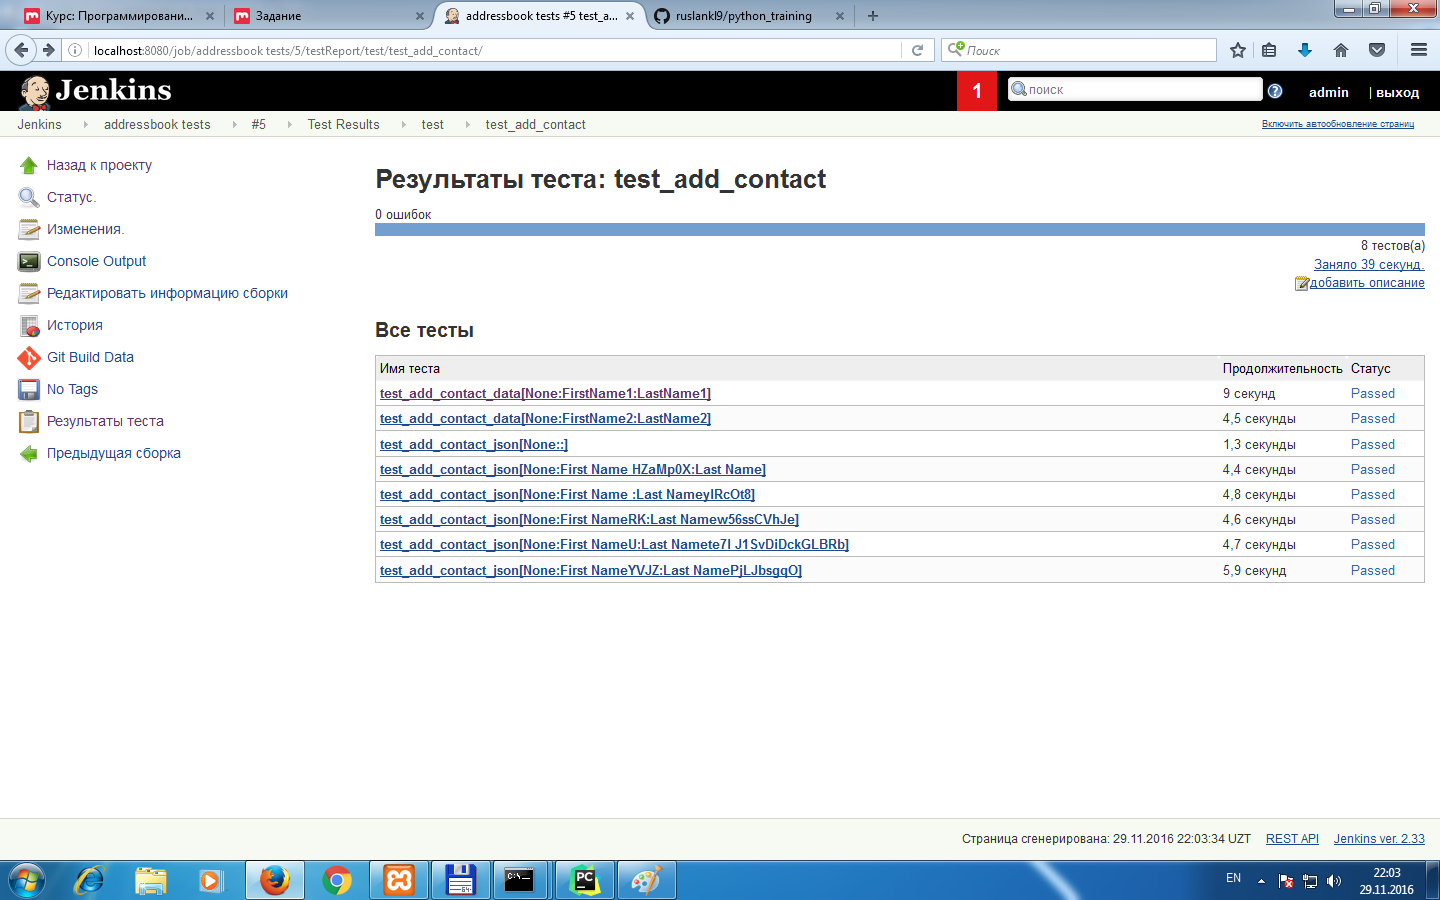 Курс: Программировани...
Задание
addressbook tests #5 test_a...
ruslankl9/python_training
localhost:8080/job/addressbook tests/5/testReport/test/test_add_contact/
Поиск
Jenkins
1
поиск
admin
| выход
Jenkins
addressbook tests
#5
Test Results
test
test_add_contact
Включить автообновление страниц
Назад к проекту
Статус.
Изменения.
Console Output
Редактировать информацию сборки
История
Git Build Data
No Tags
Результаты теста
Предыдущая сборка
Результаты теста: test_add_contact
0 ошибок
8 тестов(а)
Заняло 39 секунд.
добавить описание
Все тесты
Имя теста Продолжительность Статус
test_add_contact_data[None:FirstName1:LastName1] 9 секунд Passed
test_add_contact_data[None:FirstName2:LastName2] 4,5 секунды Passed
test_add_contact_json[None::] 1,3 секунды Passed
test_add_contact_json[None:First Name HZaMp0X:Last Name] 4,4 секунды Passed
test_add_contact_json[None:First Name :Last NameyIRcOt8] 4,8 секунды Passed
test_add_contact_json[None:First NameRK:Last Namew56ssCVhJe] 4,6 секунды Passed
test_add_contact_json[None:First NameU:Last Namete7I J1SvDiDckGLBRb] 4,7 секунды Passed
test_add_contact_json[None:First NameYVJZ:Last NamePjLJbsgqO] 5,9 секунд Passed
Страница сгенерирована: 29.11.2016 22:03:34 UZT
REST API
Jenkins ver. 2.33
64
C:\_
PC
EN
22:03
29.11.2016